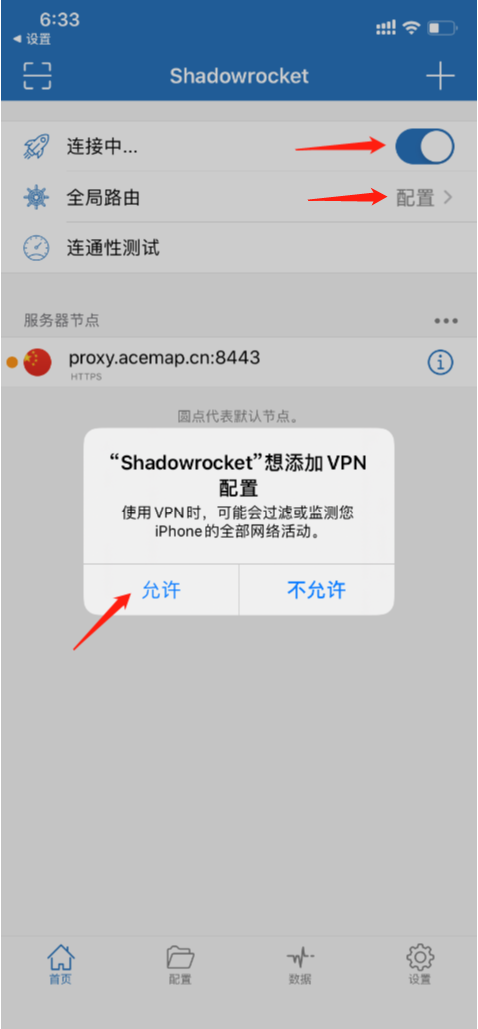 6:33
◀ 设置
Shadowrocket
连接中...
全局路由
配置
连通性测试
服务器节点
proxy.acemap.cn:8443
HTTPS
圆点代表默认节点。
“Shadowrocket”想添加 VPN
配置
使用 VPN 时，可能会过滤或监测您
iPhone 的全部网络活动。
允许
不允许
首页
配置
数据
设置